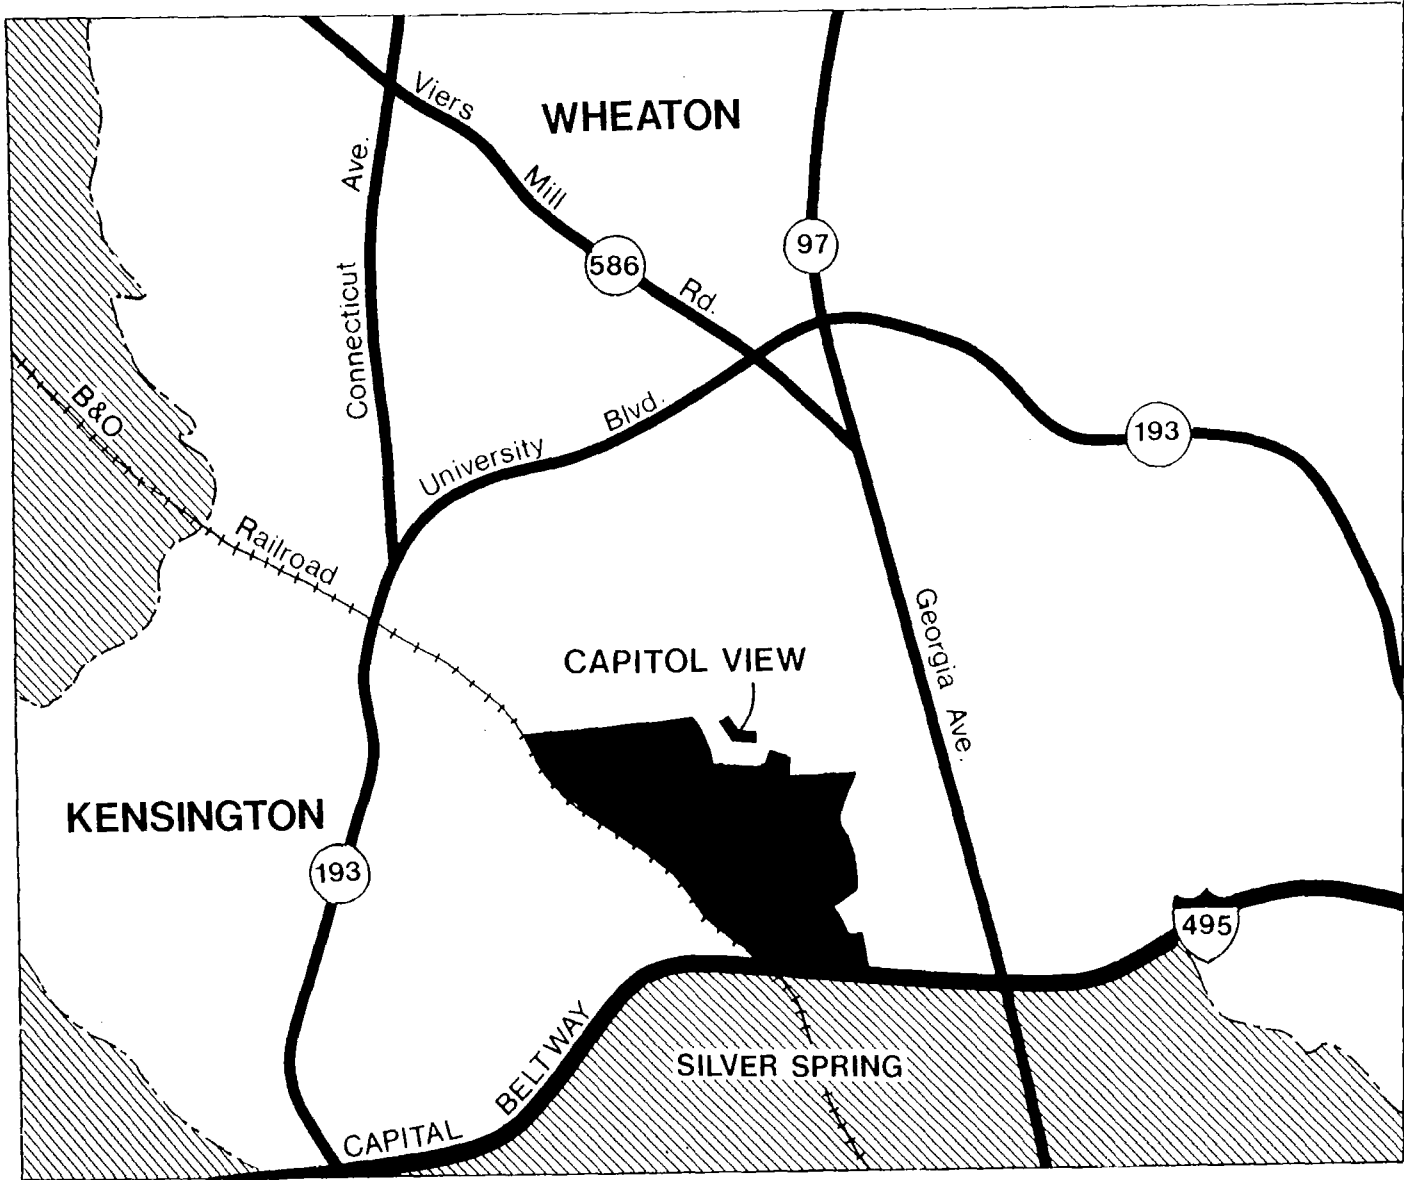 Viers
Mill
Rd.
WHEATON
Connecticut Ave.
586
97
B&O
Railroad
University Blvd.
193
Georgia Ave.
CAPITOL VIEW
KENSINGTON
193
495
CAPITAL BELTWAY
SILVER SPRING